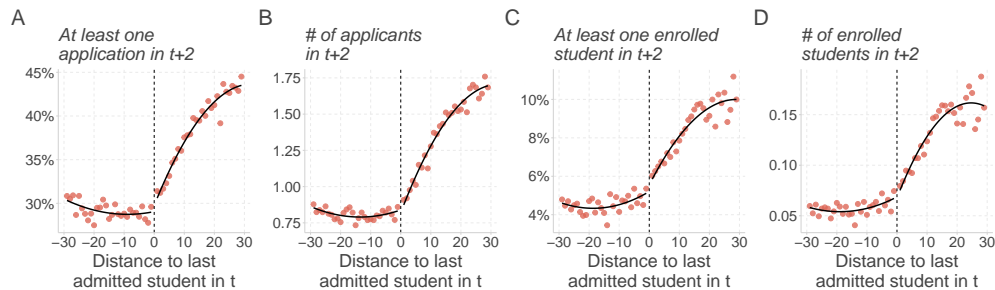 A
At least one
application in t+2
45%
40%
35%
30%
−30 −20 −10 0 10 20 30
Distance to last
admitted student in t
B
# of applicants
in t+2
1.75
1.50
1.25
1.00
0.75
−30 −20 −10 0 10 20 30
Distance to last
admitted student in t
C
At least one enrolled
student in t+2
10%
8%
6%
4%
−30 −20 −10 0 10 20 30
Distance to last
admitted student in t
D
# of enrolled
students in t+2
0.15
0.10
0.05
−30 −20 −10 0 10 20 30
Distance to last
admitted student in t